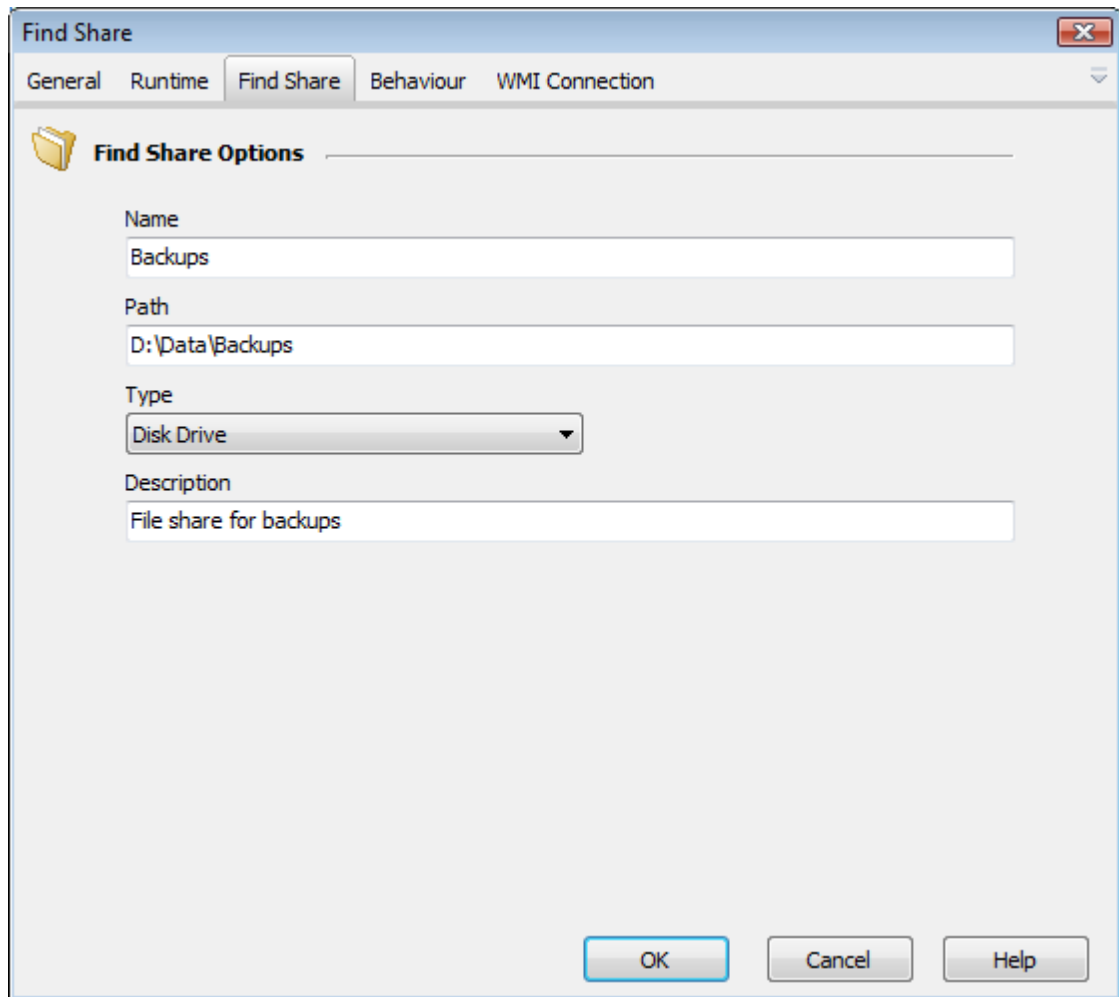 Find Share
General Runtime Find Share Behaviour WMI Connection
Find Share Options
Name
Backups
Path
D:\Data\Backups
Type
Disk Drive
Description
File share for backups
OK Cancel Help